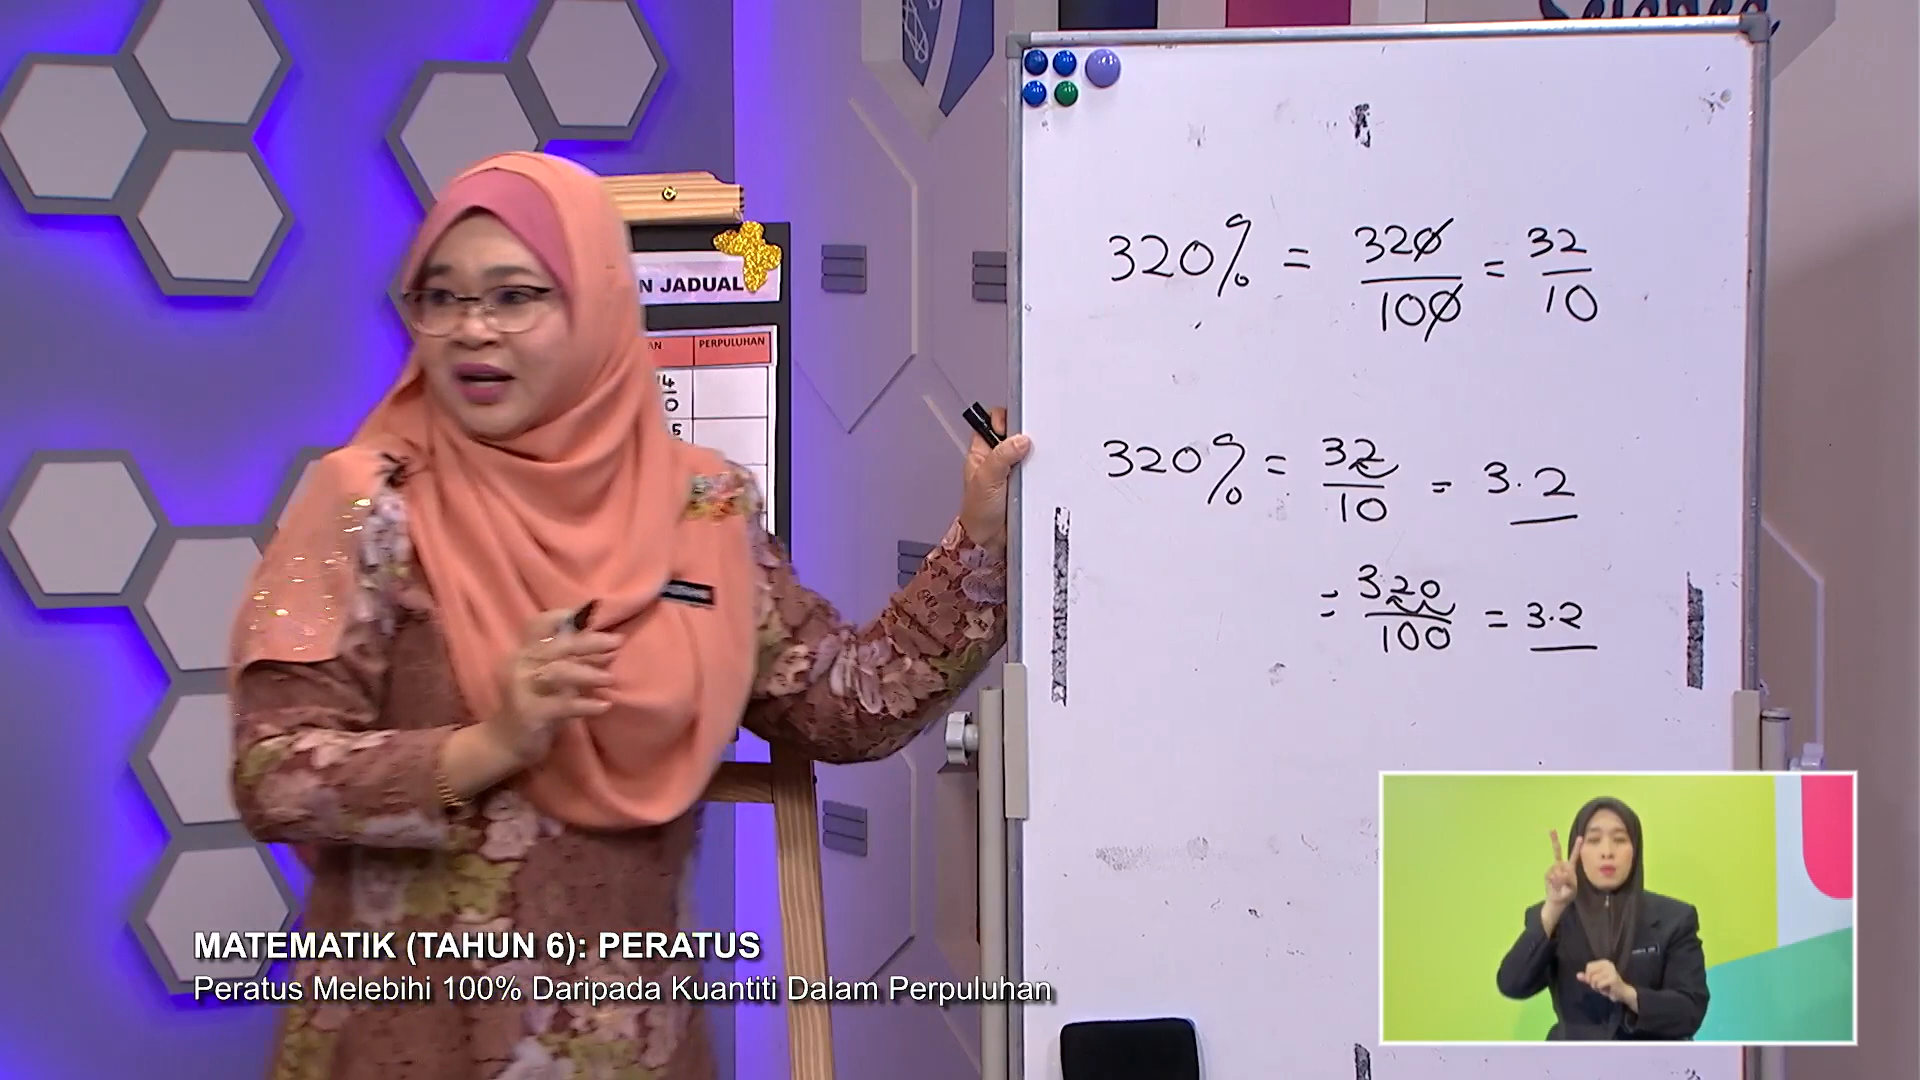 N JADUAL
AN PERPULUHAN
320% = 320/100 = 32/10
320% = 32/10 = 3.2
= 320/100 = 3.2
MATEMATIK (TAHUN 6): PERATUS
Peratus Melebihi 100% Daripada Kuantiti Dalam Perpuluhan